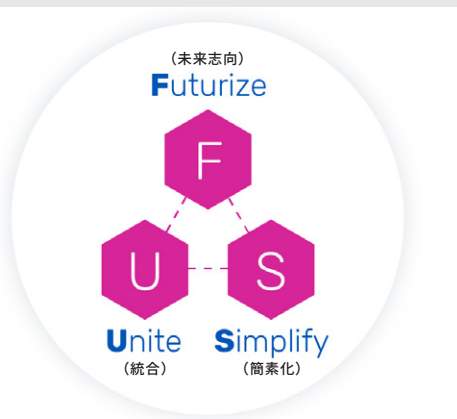 （未来志向）
Futurize
F
U
S
Unite
Simplify
（統合）
（簡素化）